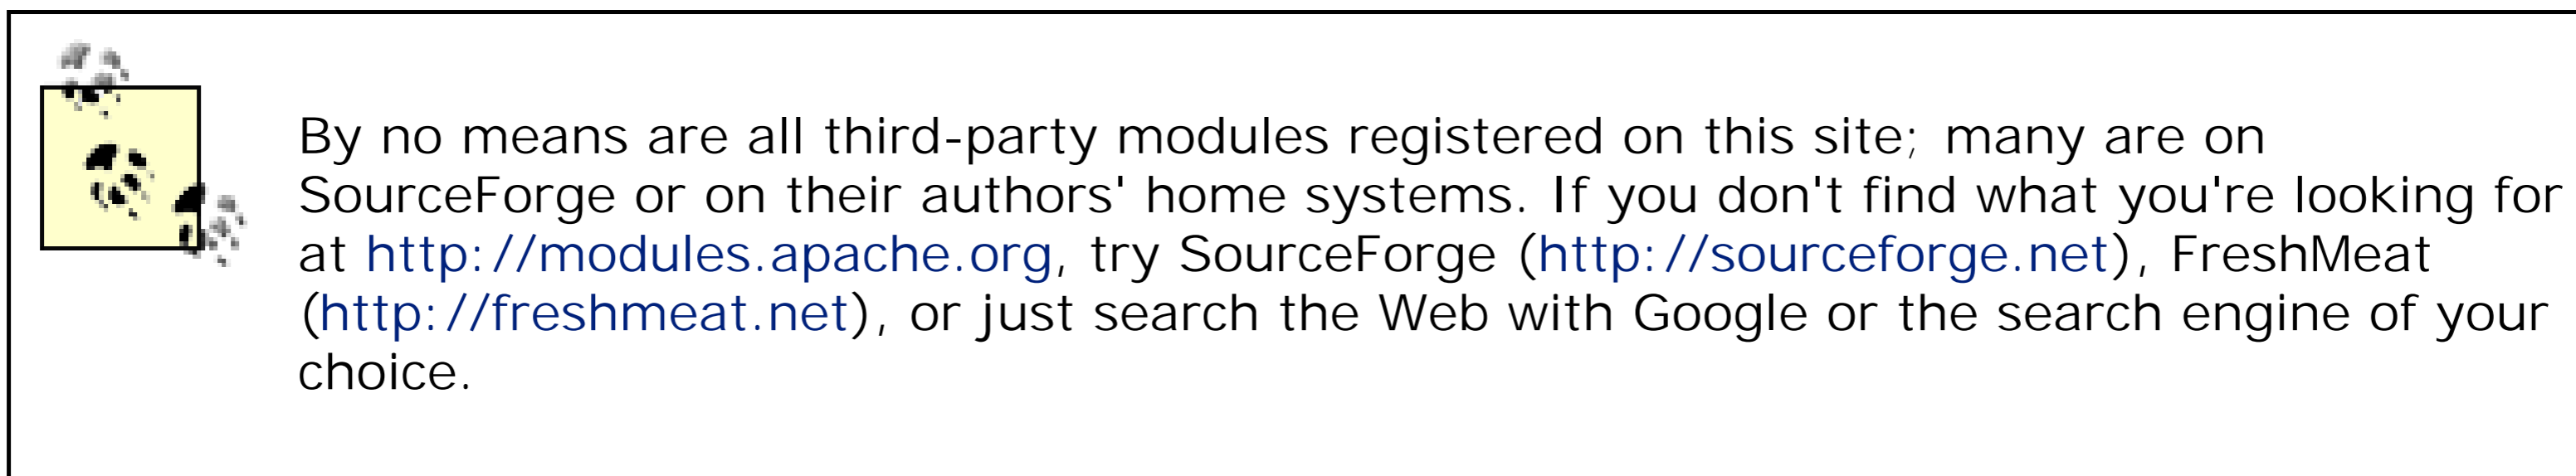 By no means are all third-party modules registered on this site; many are on
SourceForge or on their authors' home systems. If you don't find what you're looking for
at http://modules.apache.org, try SourceForge (http://sourceforge.net), FreshMeat
(http://freshmeat.net), or just search the Web with Google or the search engine of your
choice.